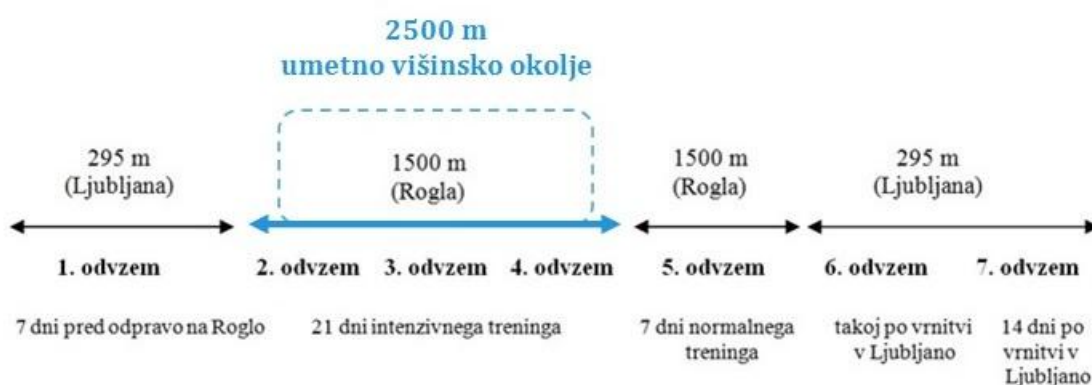 2500 m
umetno višinsko okolje
295 m
(Ljubljana)
1500 m
(Rogla)
1500 m
(Rogla)
295 m
(Ljubljana)
1. odvzem
2. odvzem
3. odvzem
4. odvzem
5. odvzem
6. odvzem
7. odvzem
7 dni pred odpravo na Roglo
21 dni intenzivnega treninga
7 dni normalnega
treninga
takoj po vrnitvi
v Ljubljano
14 dni po
vrnitvi v
Ljubljano